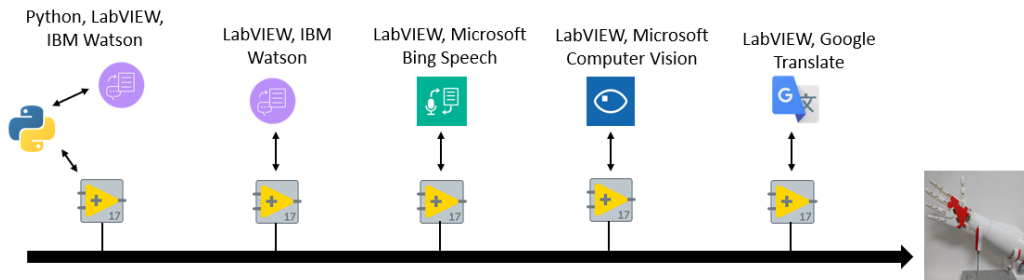 Python, LabVIEW,
IBM Watson
LabVIEW, IBM
Watson
LabVIEW, Microsoft
Bing Speech
LabVIEW, Microsoft
Computer Vision
LabVIEW, Google
Translate
G 文
17
17
17
17
17